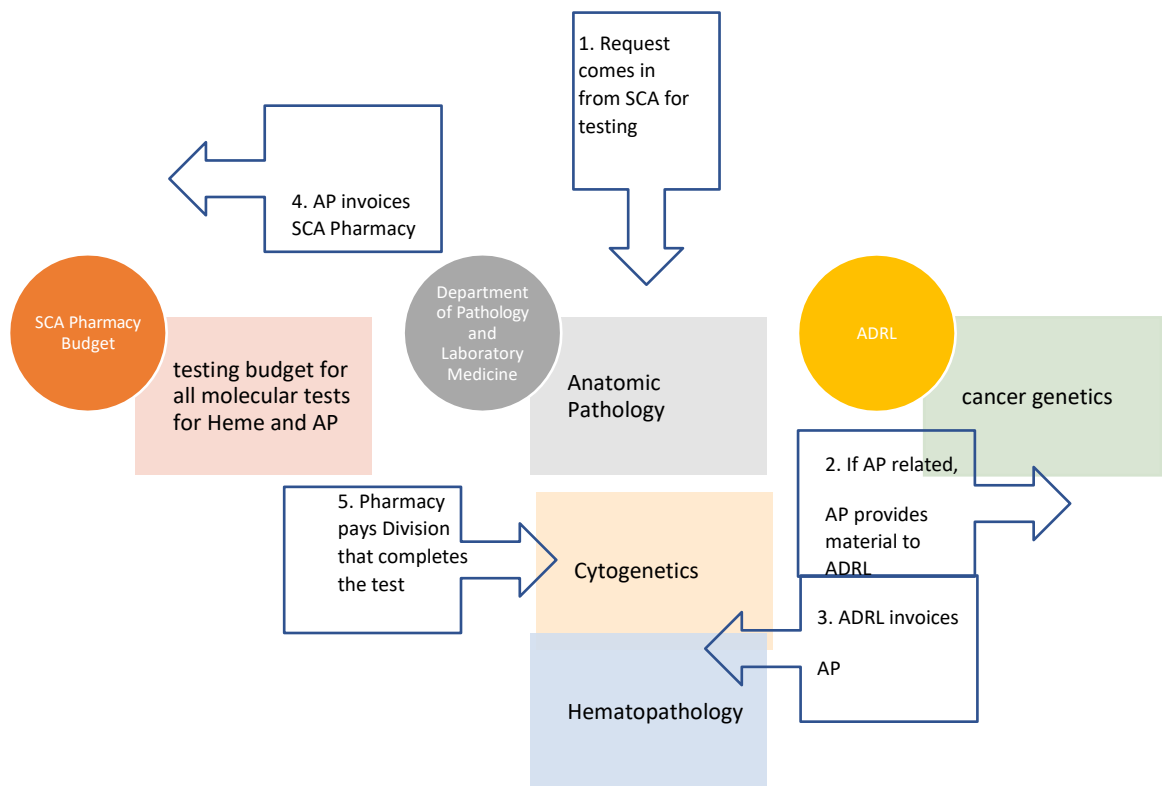 1. Request
comes in
from SCA for
testing
4. AP invoices
SCA Pharmacy
SCA Pharmacy
Budget
testing budget for
all molecular tests
for Heme and AP
Department
of Pathology
and
Laboratory
Medicine
Anatomic
Pathology
ADRL
cancer genetics
2. If AP related,
AP provides
material to
ADRL
5. Pharmacy
pays Division
that completes
the test
Cytogenetics
3. ADRL invoices
AP
Hematopathology